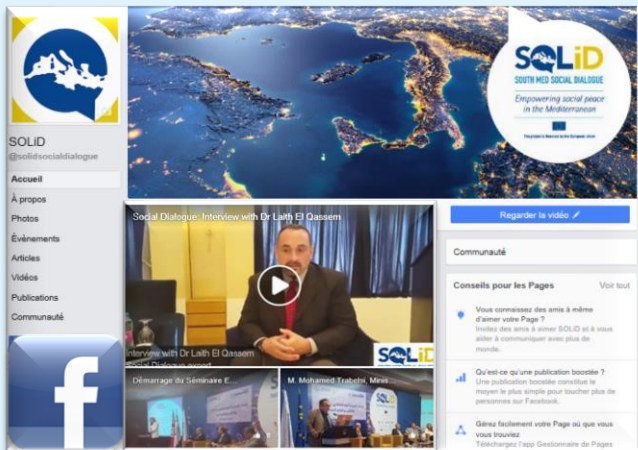 SOLiD
SOUTH MED SOCIAL DIALOGUE
Empowering social peace
in the Mediterranean
SOLiD
@solidsocialdialogue
Accueil
À propos
Photos
Évènements
Articles
Vidéos
Publications
Communauté
Social Dialogue: Interview with Dr Laith El Qassem
Interview with Dr Laith El Qassem
Social Dialogue expert
SOLiD
Démarrage du Séminaire E...
M. Mohamed Trabelsi, Minis...
Regarder la vidéo
Communauté
Conseils pour les Pages
Voir tout
Vous connaissez des amis à même
d'aimer votre Page ?
Invitez des amis à aimer SOLiD et à vous
aider à communiquer avec plus de
monde.
Qu'est-ce qu'une publication boostée ?
Une publication boostée constitue le
moyen le plus simple pour toucher plus de
personnes sur Facebook.
Gérez facilement votre Page où que vous
vous trouviez
Téléchargez l'app Gestionnaire de Pages
f